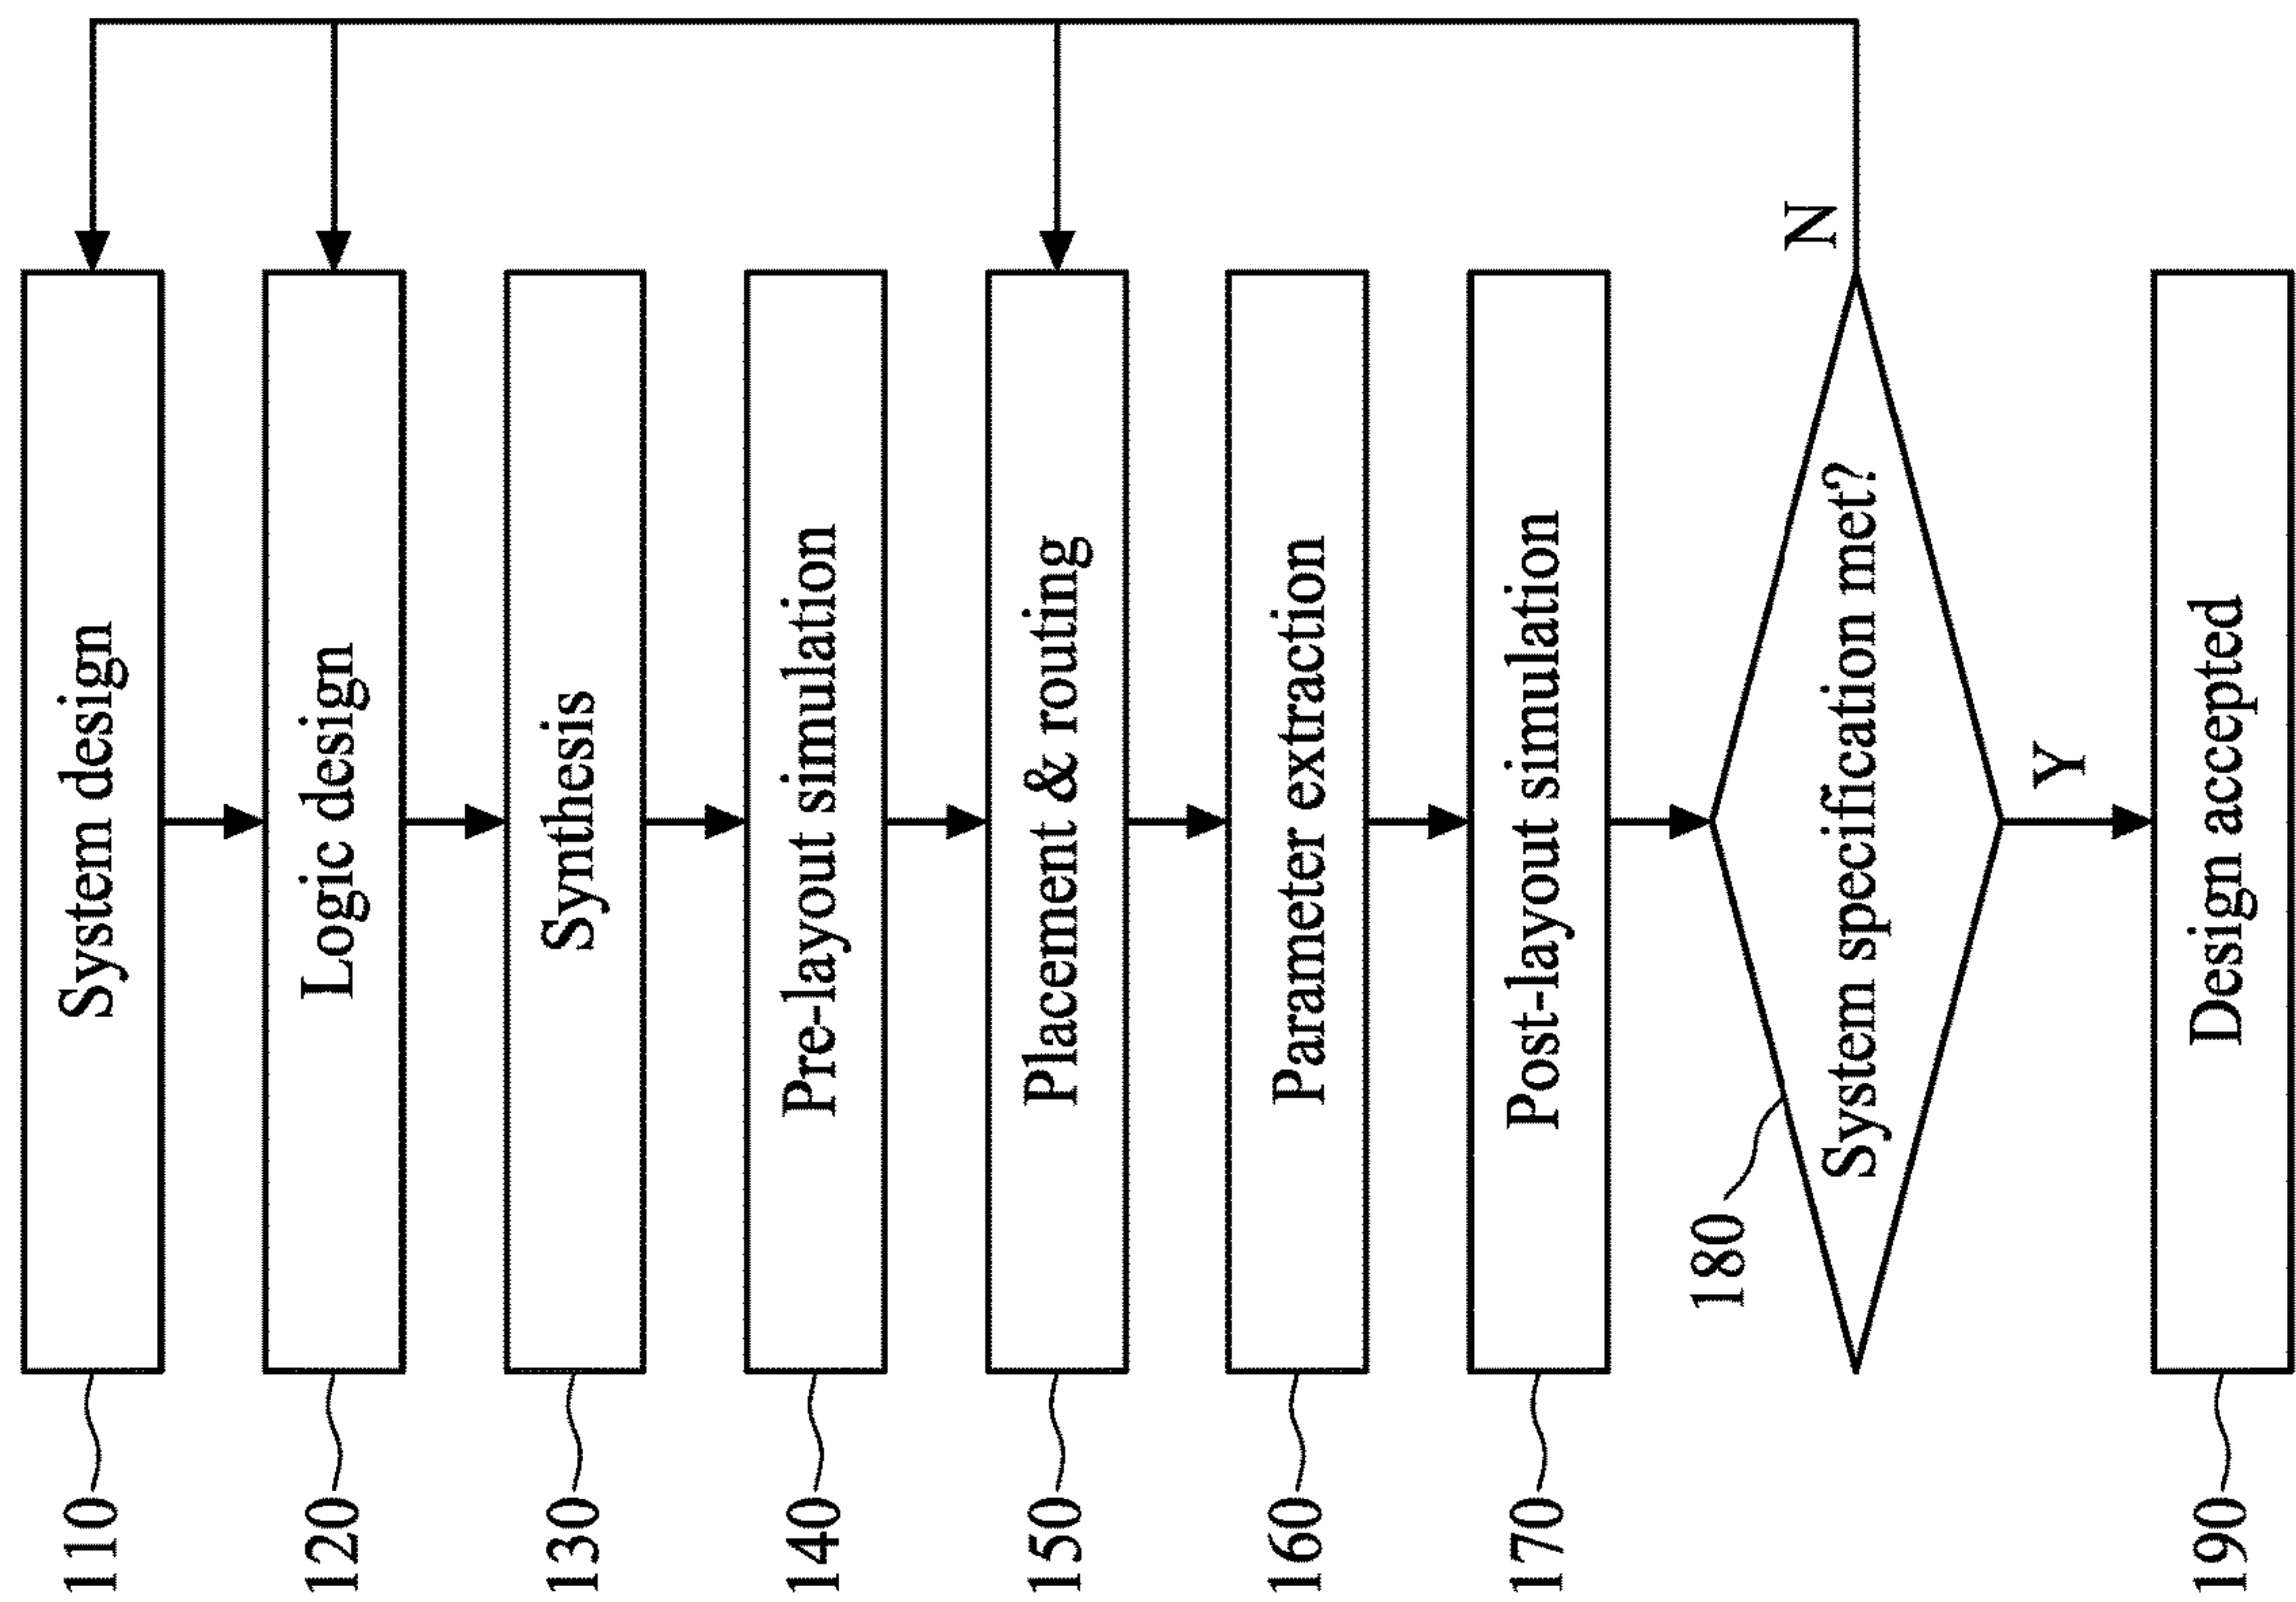 110
System design
120
Logic design
130
Synthesis
140
Pre-layout simulation
150
Placement & routing
160
Parameter extraction
170
Post-layout simulation
180
System specification met?
N
Y
190
Design accepted